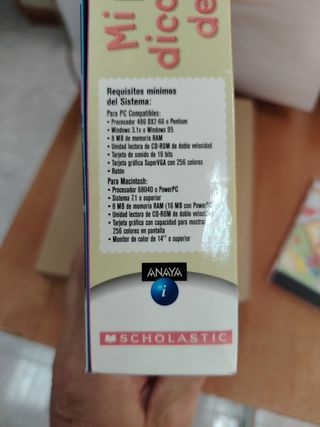 Mi
dicc
de
Requisitos mínimos
del Sistema:
Para PC Compatibles:
• Procesador 486 DX2-66 o Pentium
• Windows 3.1x o Windows 95
• 8 MB de memoria RAM
• Unidad lectora de CD-ROM de doble velocidad
• Tarjeta de sonido de 16 bits
• Tarjeta gráfica SuperVGA con 256 colores
• Ratón
Para Macintosh:
• Procesador 68040 o PowerPC
• Sistema 7.1 o superior
• 8 MB de memoria RAM (16 MB con Power
• Unidad lectora de CD-ROM de doble velocid
• Tarjeta gráfica con capacidad para mostra
256 colores en pantalla
• Monitor de color de 14" o superior
ANAYA
i
SCHOLASTIC